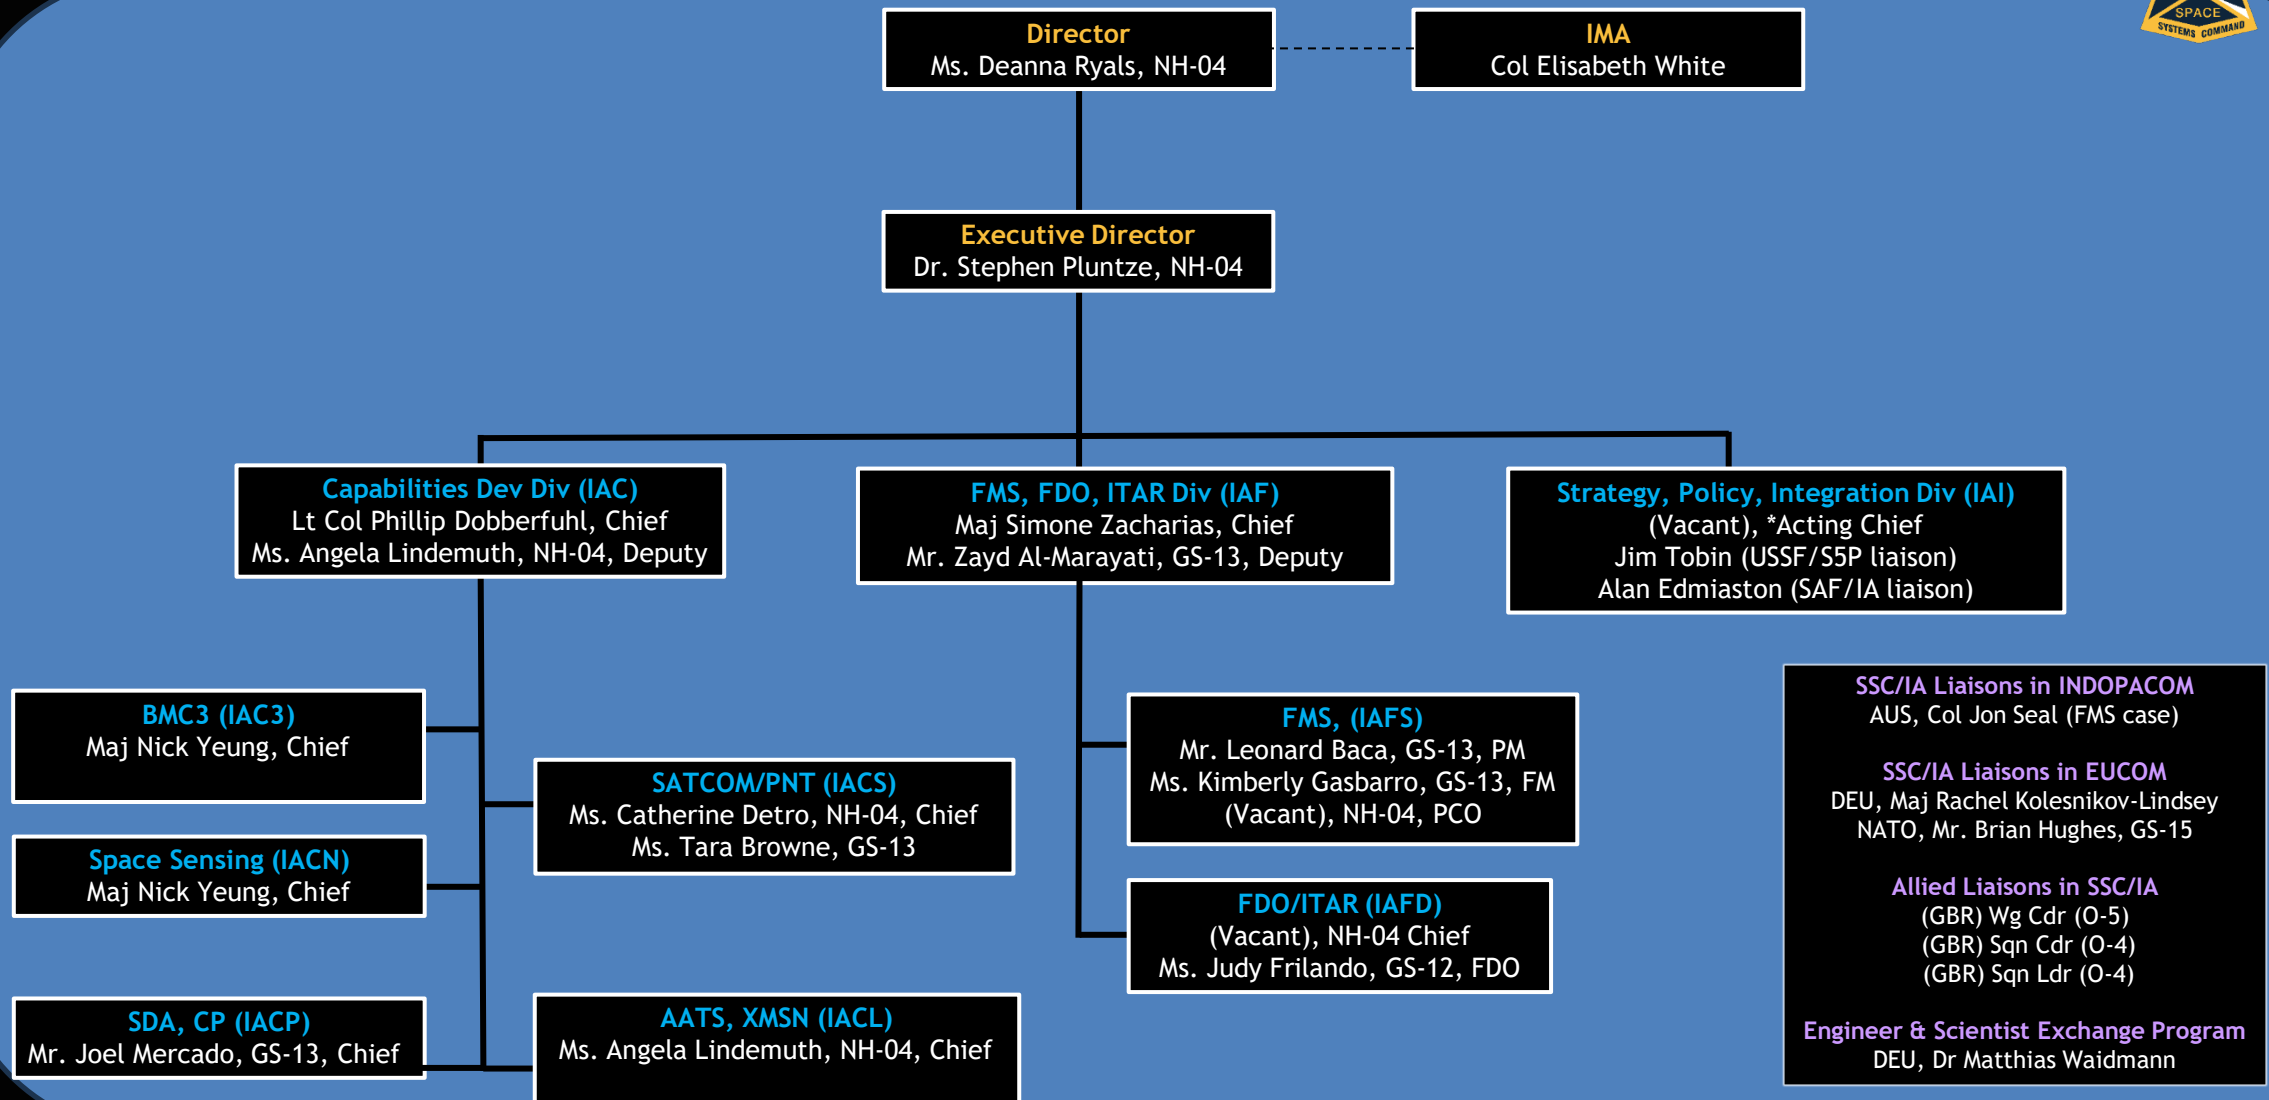 SPACE
SYSTEMS COMMAND
Director
Ms. Deanna Ryals, NH-04
IMA
Col Elisabeth White
Executive Director
Dr. Stephen Pluntze, NH-04
Capabilities Dev Div (IAC)
Lt Col Phillip Dobberfuhl, Chief
Ms. Angela Lindemuth, NH-04, Deputy
FMS, FDO, ITAR Div (IAF)
Maj Simone Zacharias, Chief
Mr. Zayd Al-Marayati, GS-13, Deputy
Strategy, Policy, Integration Div (IAI)
(Vacant), *Acting Chief
Jim Tobin (USSF/S5P liaison)
Alan Edmiaston (SAF/IA liaison)
BMC3 (IAC3)
Maj Nick Yeung, Chief
SATCOM/PNT (IACS)
Ms. Catherine Detro, NH-04, Chief
Ms. Tara Browne, GS-13
Space Sensing (IACN)
Maj Nick Yeung, Chief
SDA, CP (IACP)
Mr. Joel Mercado, GS-13, Chief
AATS, XMSN (IACL)
Ms. Angela Lindemuth, NH-04, Chief
FMS, (IAFS)
Mr. Leonard Baca, GS-13, PM
Ms. Kimberly Gasbarro, GS-13, FM
(Vacant), NH-04, PCO
FDO/ITAR (IAFD)
(Vacant), NH-04 Chief
Ms. Judy Frilando, GS-12, FDO
SSC/IA Liaisons in INDOPACOM
AUS, Col Jon Seal (FMS case)
SSC/IA Liaisons in EUCOM
DEU, Maj Rachel Kolesnikov-Lindsey
NATO, Mr. Brian Hughes, GS-15
Allied Liaisons in SSC/IA
(GBR) Wg Cdr (O-5)
(GBR) Sqn Cdr (O-4)
(GBR) Sqn Ldr (O-4)
Engineer & Scientist Exchange Program
DEU, Dr Matthias Waidmann